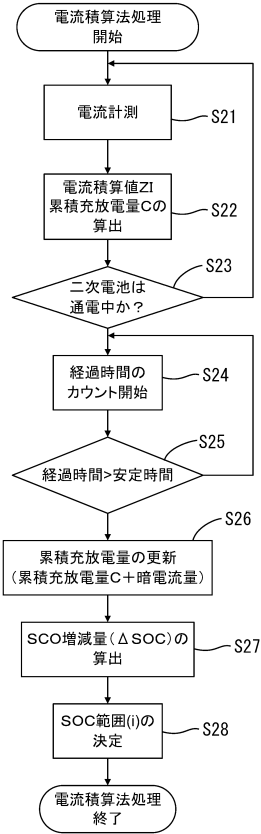 電流積算法処理
開始
電流計測
S21
電流積算値ΣI
累積充放電量Cの
算出
S22
二次電池は
通電中か？
S23
経過時間の
カウント開始
S24
経過時間>安定時間
S25
累積充放電量の更新
（累積充放電量C＋暗電流量）
S26
SCO増減量（ΔSOC）の
算出
S27
SOC範囲(i)の
決定
S28
電流積算法処理
終了